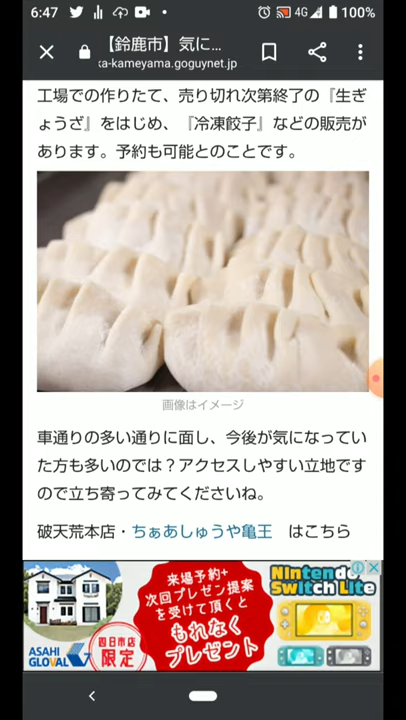 6:47
4G
100%
【鈴鹿市】気に…
ka-kameyama.goguynet.jp
工場での作りたて、売り切れ次第終了の『生ぎ
ょうざ』をはじめ、『冷凍餃子』などの販売が
あります。予約も可能とのことです。
画像はイメージ
車通りの多い通りに面し、今後が気になってい
た方も多いのでは？アクセスしやすい立地です
ので立ち寄ってみてくださいね。
破天荒本店・ちぁあしゅうや亀王　はこちら
来場予約+
次回プレゼン提案
を受けて頂くと
もれなく
プレゼント
ASAHI
GLOVAL
四日市店
限定
Nintendo
Switch Lite